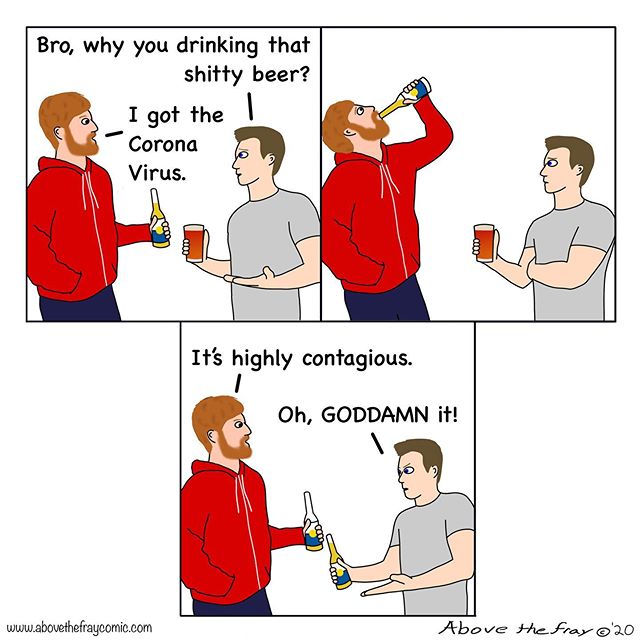 Bro, why you drinking that
shitty beer?
I got the
Corona
Virus.
It's highly contagious.
Oh, GODDAMN it!
www.abovethefraycomic.com
Above the fray © '20